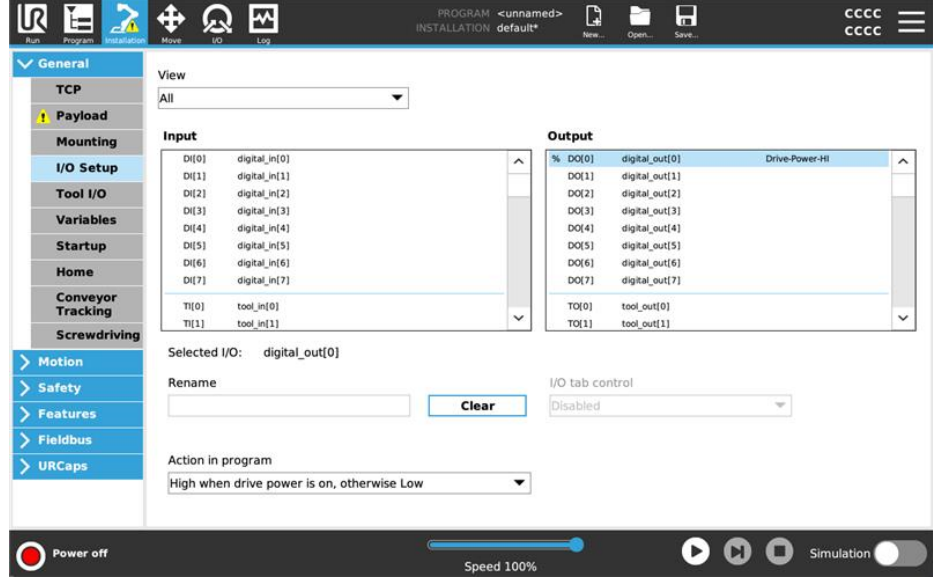 UR
Run
Program
Installation
Move
I/O
Log
PROGRAM <unnamed>
INSTALLATION default*
New...
Open...
Save...
cccc
cccc
General
TCP
Payload
Mounting
I/O Setup
Tool I/O
Variables
Startup
Home
Conveyor
Tracking
Screwdriving
Motion
Safety
Features
Fieldbus
URCaps
View
All
Input
DI[0] digital_in[0]
DI[1] digital_in[1]
DI[2] digital_in[2]
DI[3] digital_in[3]
DI[4] digital_in[4]
DI[5] digital_in[5]
DI[6] digital_in[6]
DI[7] digital_in[7]
TI[0] tool_in[0]
TI[1] tool_in[1]
Output
% DO[0] digital_out[0] Drive-Power-HI
DO[1] digital_out[1]
DO[2] digital_out[2]
DO[3] digital_out[3]
DO[4] digital_out[4]
DO[5] digital_out[5]
DO[6] digital_out[6]
DO[7] digital_out[7]
TO[0] tool_out[0]
TO[1] tool_out[1]
Selected I/O: digital_out[0]
Rename
Clear
I/O tab control
Disabled
Action in program
High when drive power is on, otherwise Low
Power off
Speed 100%
Simulation